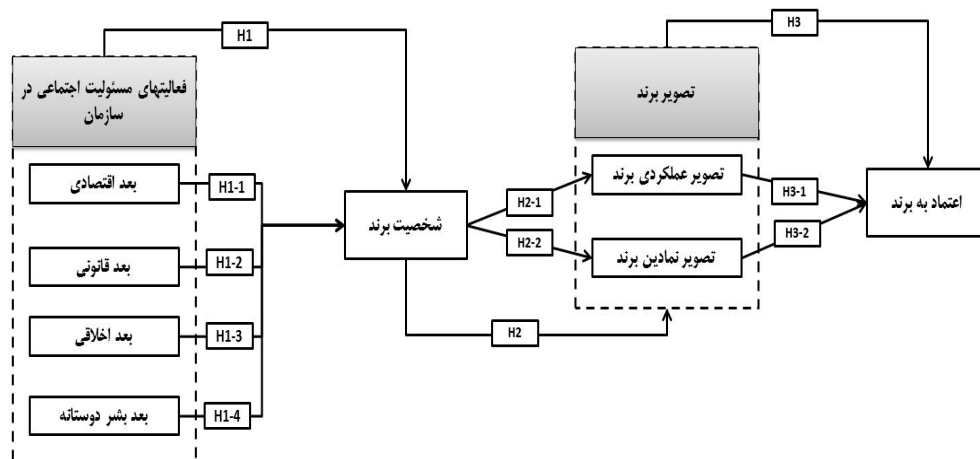 H1
فعالیتهای مسئولیت اجتماعی در
سازمان
بعد اقتصادی
H1-1
بعد قانونی
H1-2
بعد اخلاقی
H1-3
بعد بشر دوستانه
H1-4
شخصیت برند
H2-1
H2-2
H2
تصویر برند
تصویر عملکردی برند
تصویر نمادین برند
H3
H3-1
H3-2
اعتماد به برند